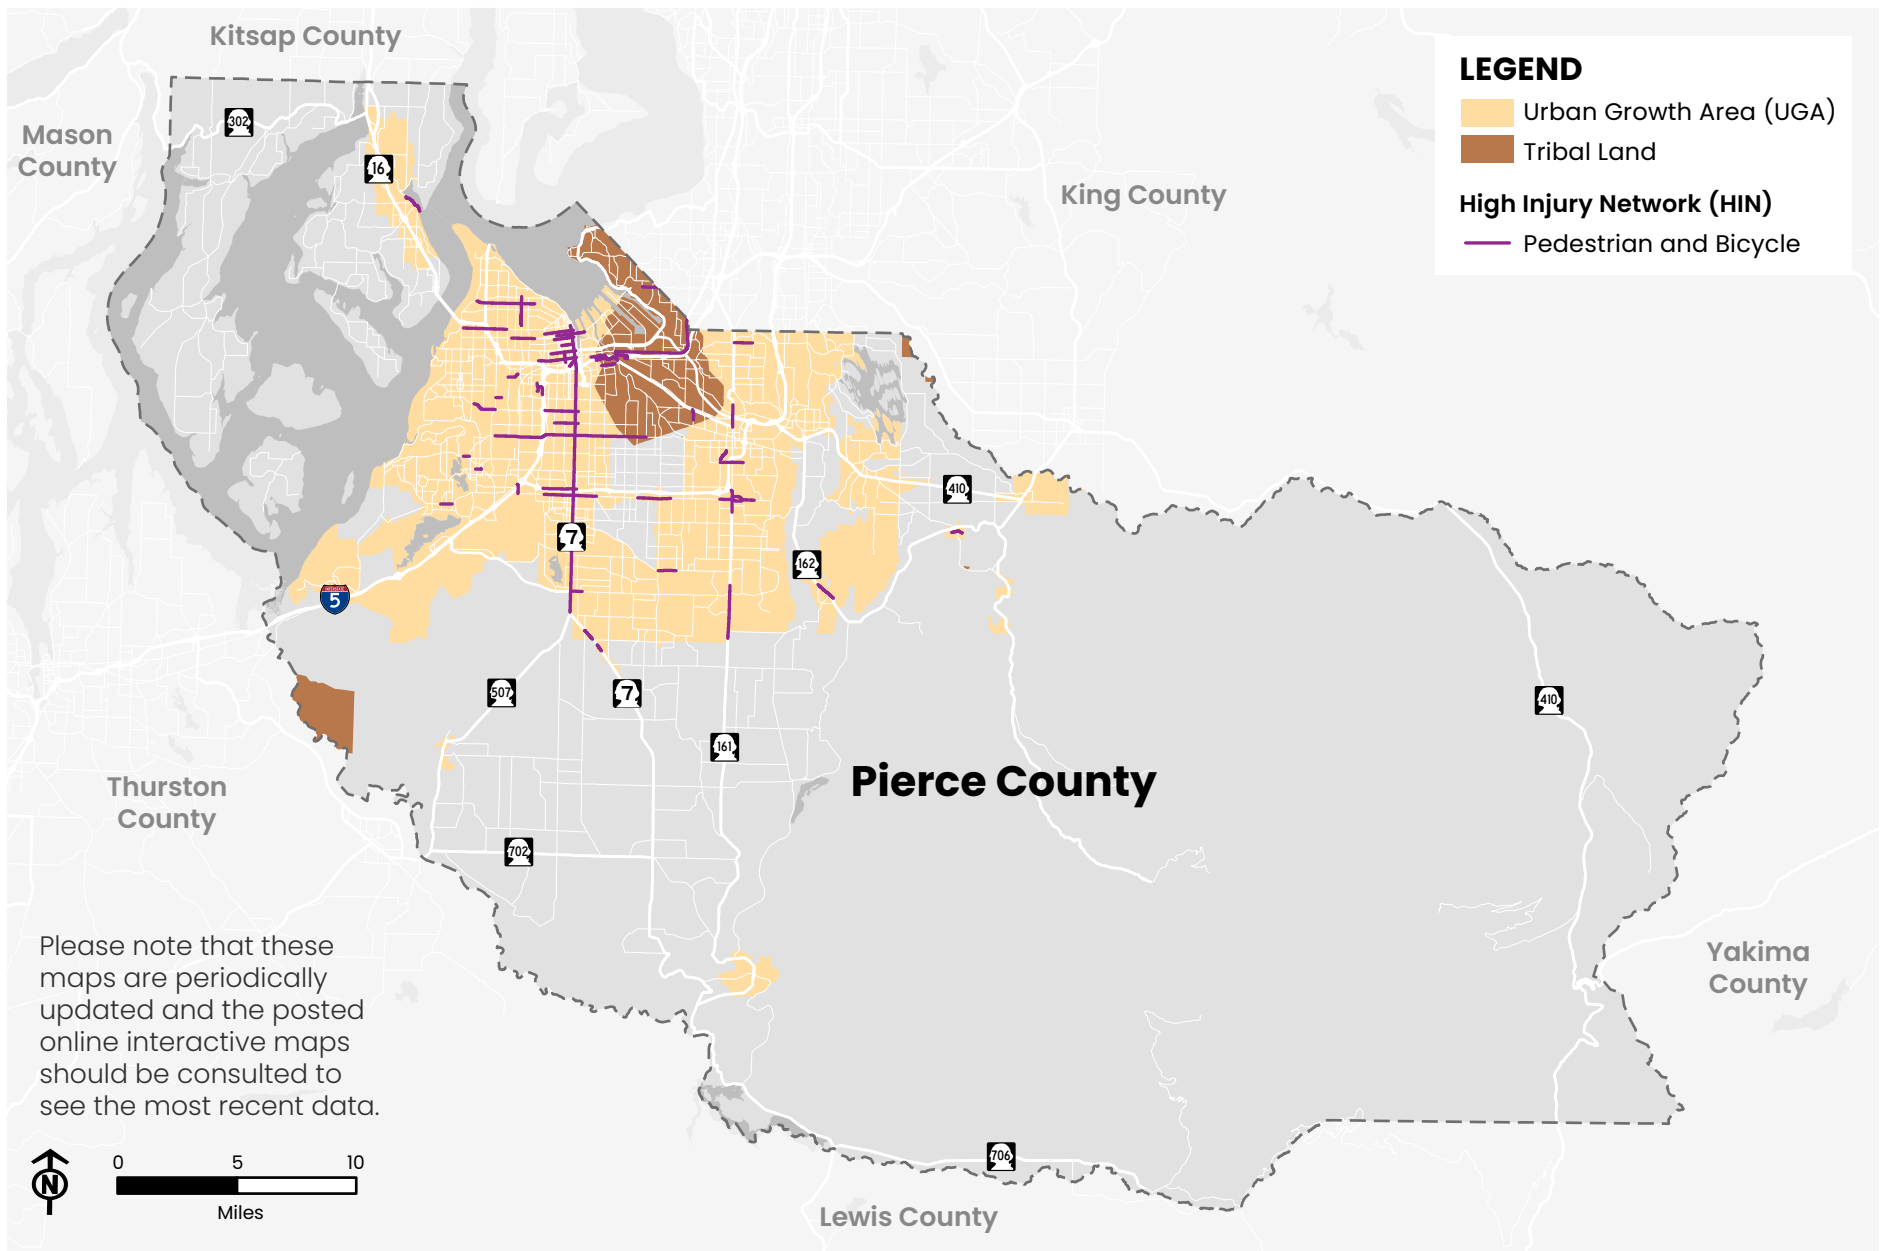 Kitsap County
Mason
County
King County
302
16
LEGEND
Urban Growth Area (UGA)
Tribal Land
High Injury Network (HIN)
Pedestrian and Bicycle
410
7
162
INTERSTATE
5
507
7
161
410
Pierce County
Thurston
County
702
Yakima
County
Please note that these
maps are periodically
updated and the posted
online interactive maps
should be consulted to
see the most recent data.
N
0 5 10
Miles
706
Lewis County